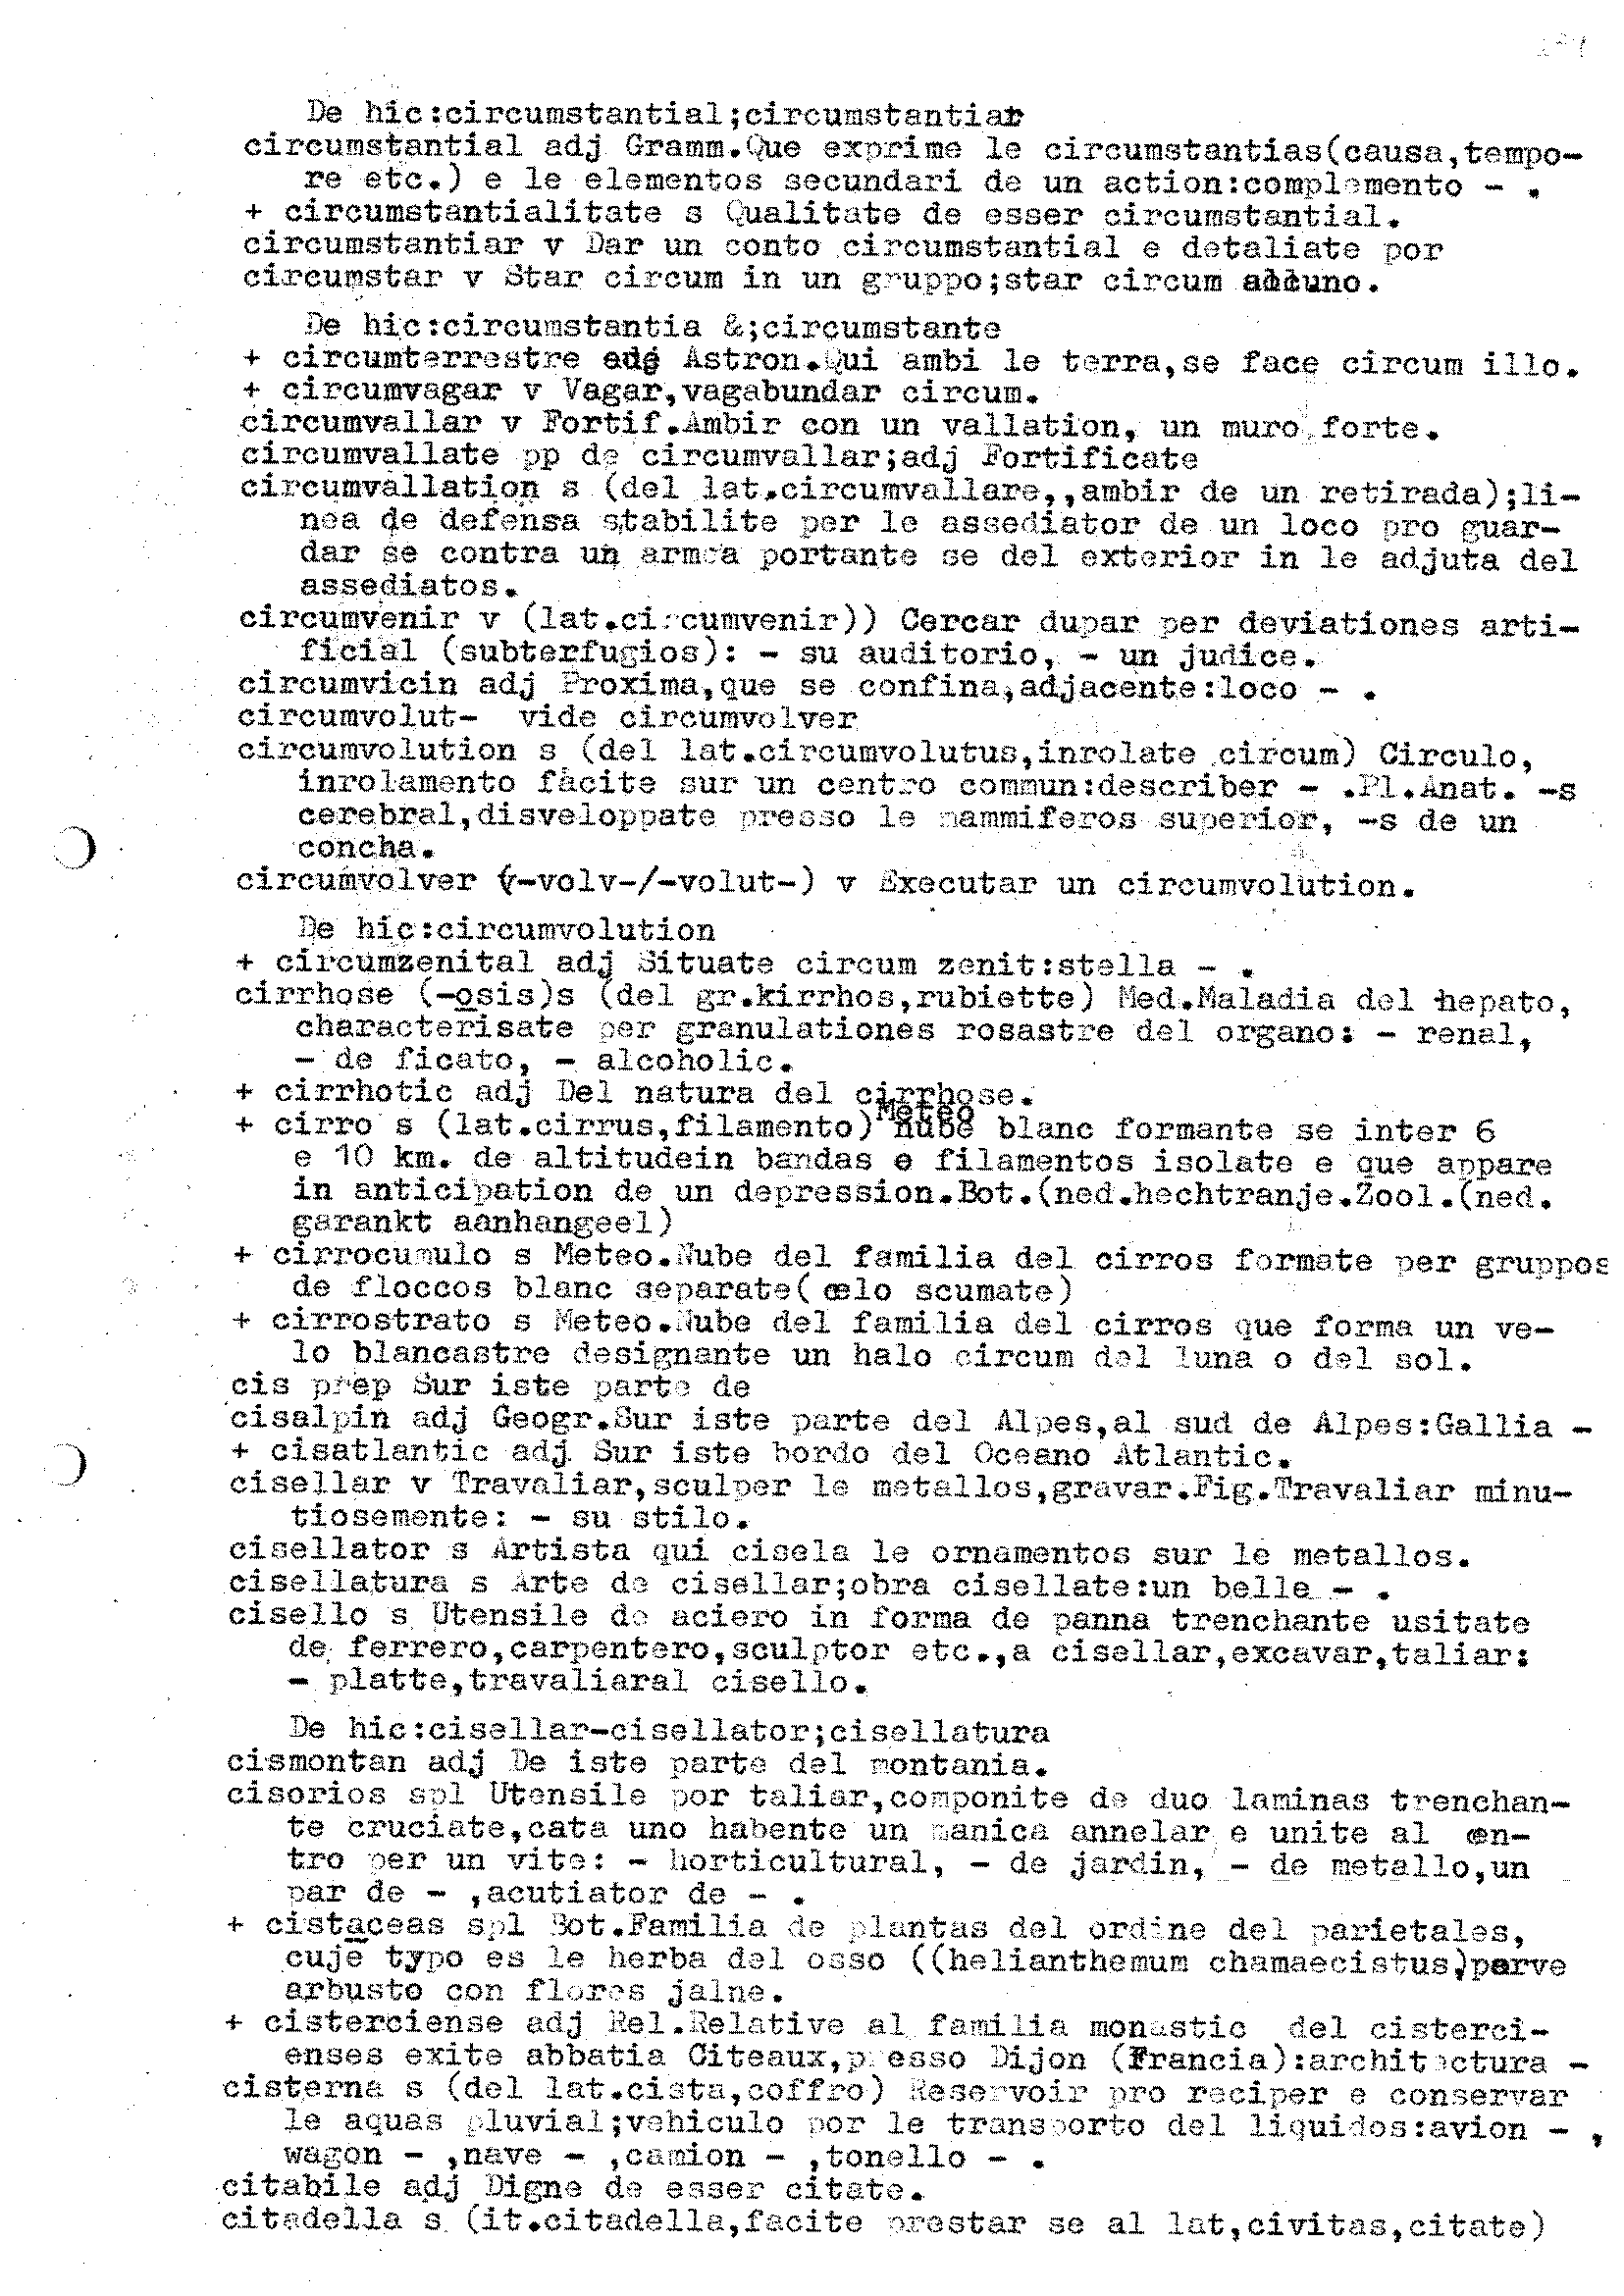 De hic:circumstantial;circumstantiar
circumstantial adj Gramm.Que exprime le circumstantias(causa,tempo-
re etc.) e le elementos secundari de un action:complemento - .
+ circumstantialitate s Qualitate de esser circumstantial.
circumstantiar v Dar un conto circumstantial e detaliate por
circumstar v Star circum in un gruppo;star circum
De hic:circumstantia &;circumstante
+ circumterrestre adj Astron.Qui ambi le terra,se face circum illo.
+ circumvagar v Vagar,vagabundar circum.
circumvallar v Fortif.Ambir con un vallation, un muro forte.
circumvallate pp de circumvallar;adj Fortificate
circumvallation s (del lat.circumvallare,,ambir de un retirada);li-
nea de defensa stabilite per le assediator de un loco pro guar-
dar se contra un armea portante se del exterior in le adjuta del
assediatos.
circumvenir v (lat.circumvenir)) Cercar dupar per deviationes arti-
ficial (subterfugios): - su auditorio, - un judice.
circumvicin adj Proxima,que se confina,adjacente:loco - .
circumvolut- vide circumvolver
circumvolution s (del lat.circumvolutus,inrolate circum) Circulo,
inrolamento facite sur un centro commun:describer - .Pl.Anat. -s
cerebral,disveloppate presso le mammiferos superior, -s de un
concha.
circumvolver (-volv-/-volut-) v Executar un circumvolution.
De hic:circumvolution
+ circumzenital adj Situate circum zenit:stella - .
cirrhose (-osis)s (del gr.kirrhos,rubiette) Med.Maladia del hepato,
characterisate per granulationes rosastre del organo: - renal,
- de ficato, - alcoholic.
+ cirrhotic adj Del natura del cirrhose.
+ cirro s (lat.cirrus,filamento) Meteo nube blanc formante se inter 6
e 10 km. de altitudein bandas e filamentos isolate e que appare
in anticipation de un depression.Bot.(ned.hechtranje.Zool.(ned.
garankt aanhangeel)
+ cirrocumulo s Meteo.Nube del familia del cirros formate per gruppos
de floccos blanc separate( celo scumate)
+ cirrostrato s Meteo.Nube del familia del cirros que forma un ve-
lo blancastre designante un halo circum del luna o del sol.
cis prep Sur iste parte de
cisalpin adj Geogr.Sur iste parte del Alpes,al sud de Alpes:Gallia -
+ cisatlantic adj Sur iste bordo del Oceano Atlantic.
cisellar v Travaliar,sculper le metallos,gravar.Fig.Travaliar minu-
tiosemente: - su stilo.
cisellator s Artista qui cisela le ornamentos sur le metallos.
cisellatura s Arte de cisellar;obra cisellate:un belle - .
cisello s Utensile de aciero in forma de panna trenchante usitate
de ferrero,carpentero,sculptor etc.,a cisellar,excavar,taliar:
- platte,travaliaral cisello.
De hic:cisellar-cisellator;cisellatura
cismontan adj De iste parte del montania.
cisorios spl Utensile por taliar,componite de duo laminas trenchan-
te cruciate,cata uno habente un manica annelar e unite al cen-
tro per un vite: - horticultural, - de jardin, - de metallo,un
par de - ,acutiator de - .
+ cistaceas spl Bot.Familia de plantas del ordine del parietales,
cuje typo es le herba del osso ((helianthemum chamaecistus)parve
arbusto con flores jalne.
+ cisterciense adj Rel.Relative al familia monastic del cisterci-
enses exite abbatia Citeaux,presso Dijon (Francia):architectura -
cisterna s (del lat.cista,coffro) Reservoir pro reciper e conservar
le aquas pluvial;vehiculo por le transporto del liquidos:avion - ,
wagon - ,nave - ,camion - ,tonello - .
citabile adj Digne de esser citate.
citadella s (it.citadella,facite prestar se al lat,civitas,citate)